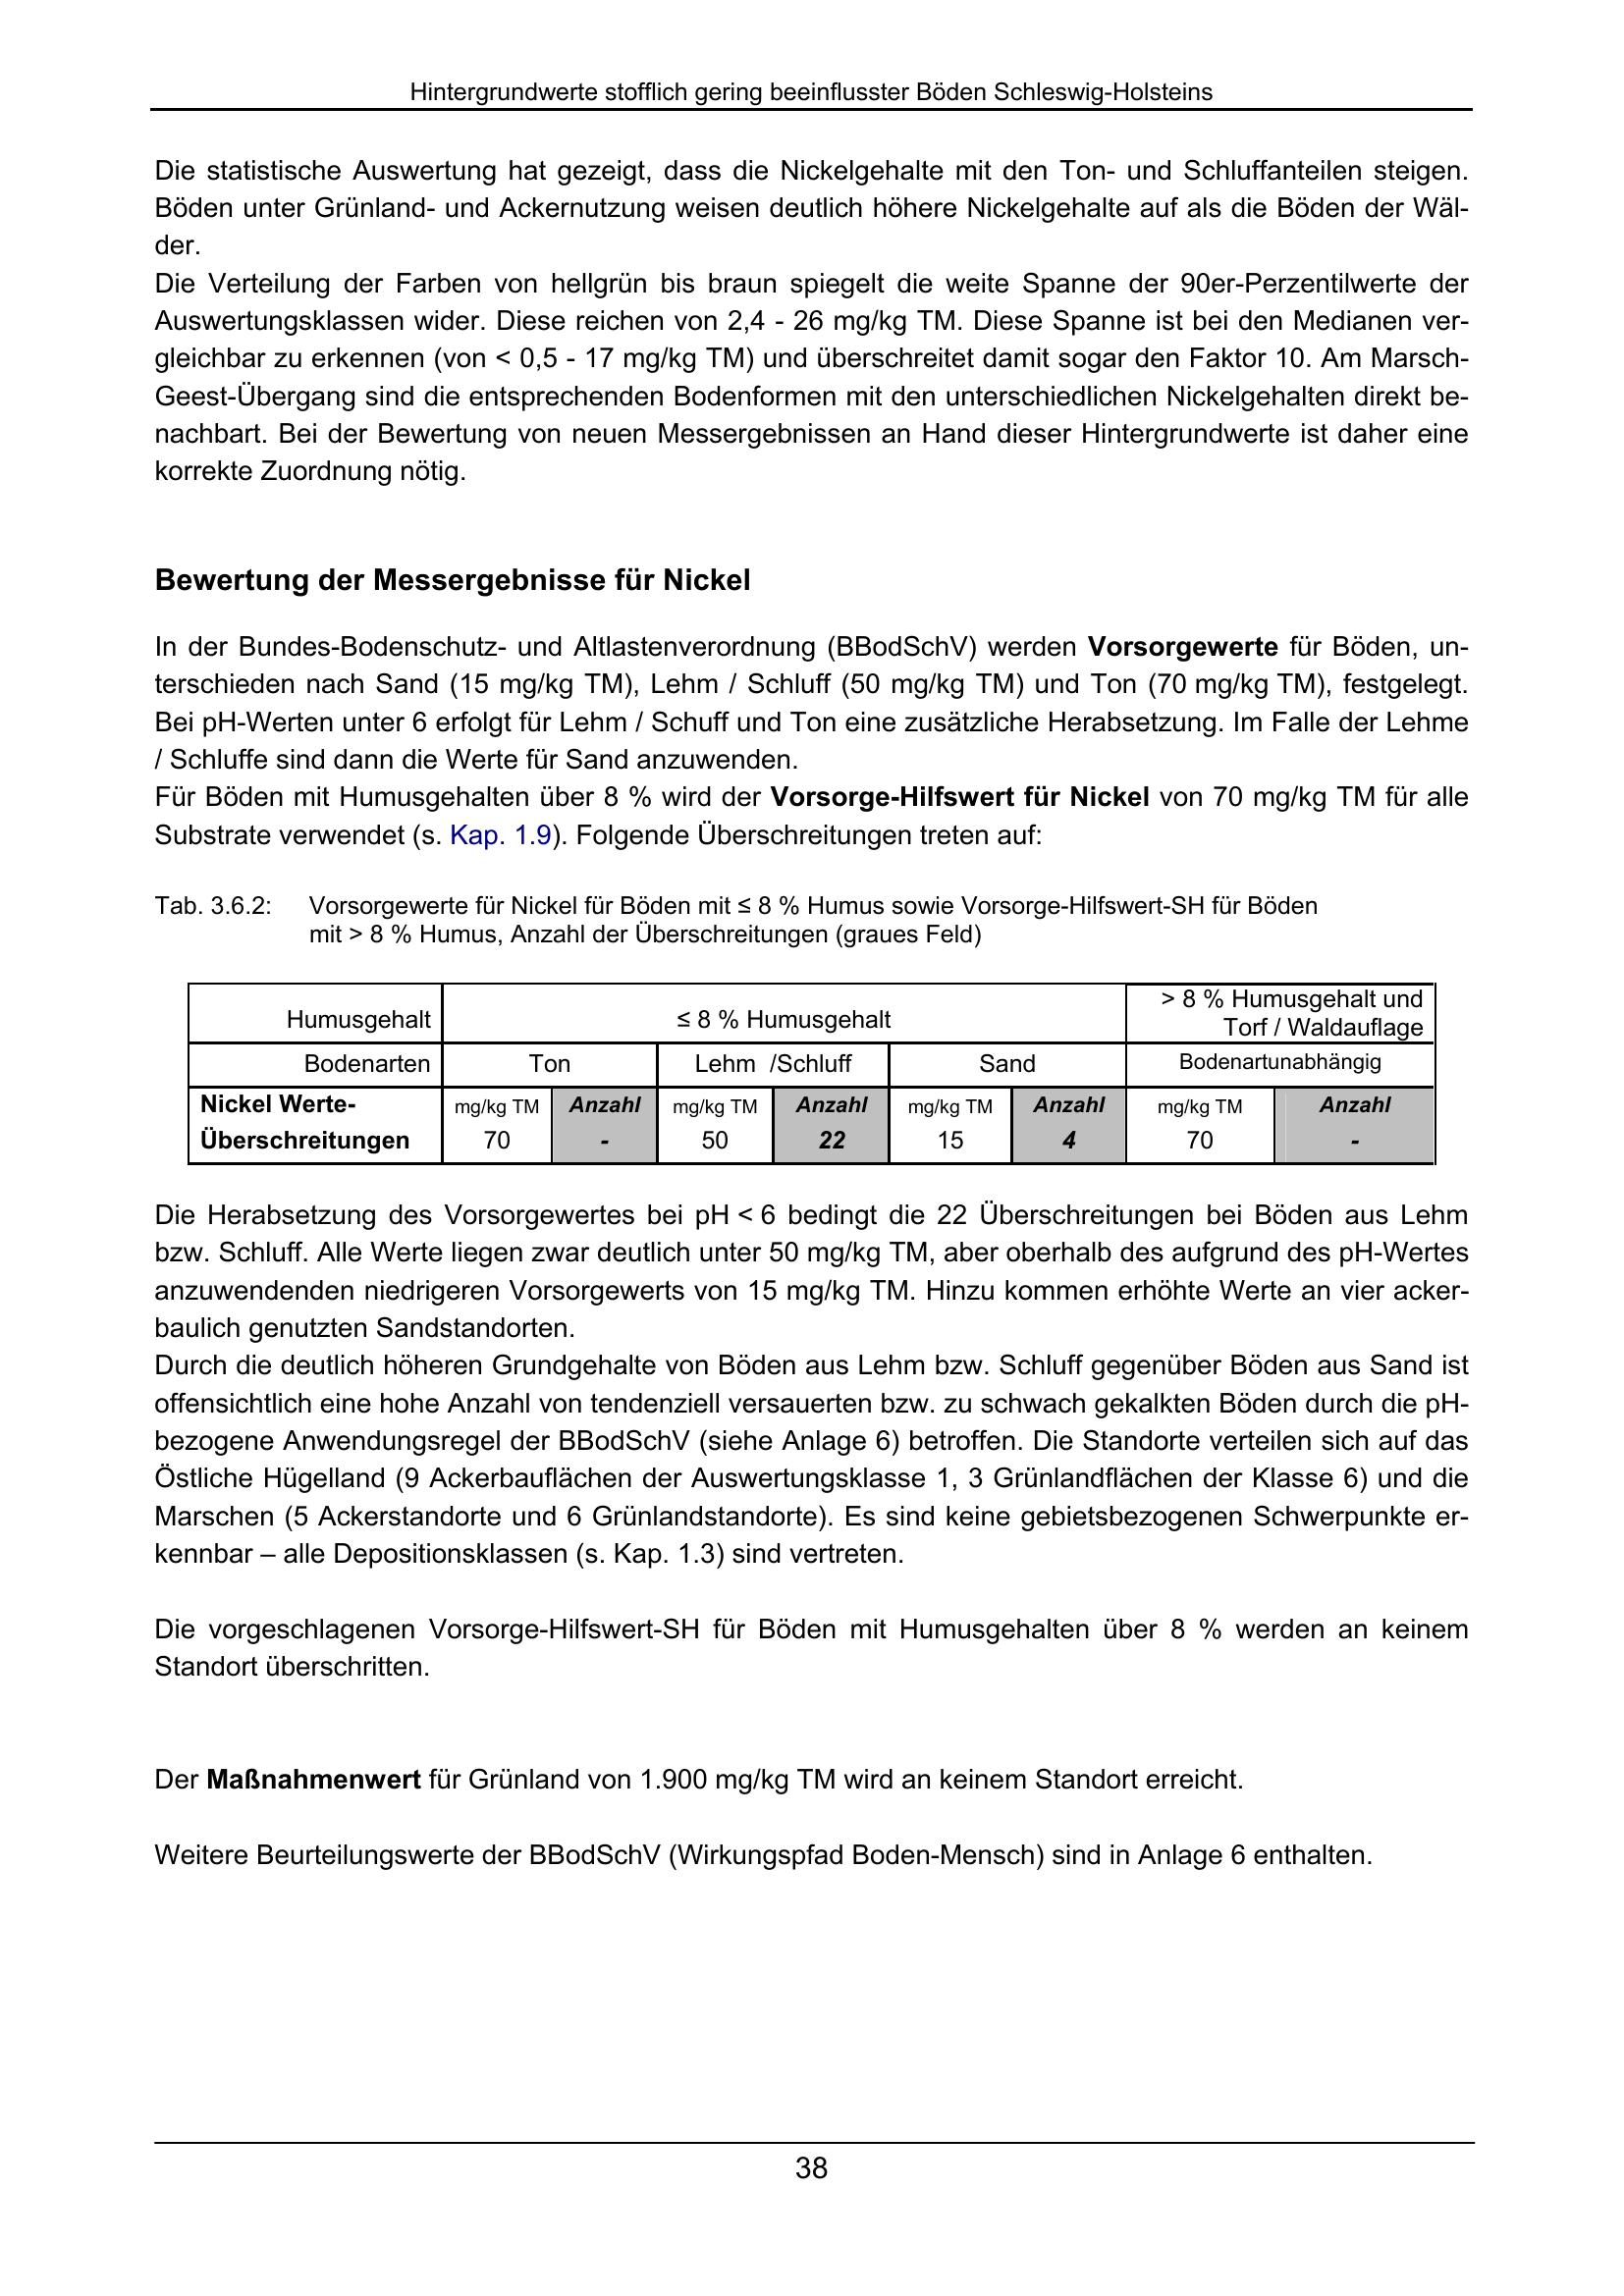 Hintergrundwerte stofflich gering beeinflusster Böden Schleswig-Holsteins
Die statistische Auswertung hat gezeigt, dass die Nickelgehalte mit den Ton- und Schluffanteilen steigen.
Böden unter Grünland- und Ackernutzung weisen deutlich höhere Nickelgehalte auf als die Böden der Wäl-
der.
Die Verteilung der Farben von hellgrün bis braun spiegelt die weite Spanne der 90er-Perzentilwerte der
Auswertungsklassen wider. Diese reichen von 2,4 - 26 mg/kg TM. Diese Spanne ist bei den Medianen ver-
gleichbar zu erkennen (von < 0,5 - 17 mg/kg TM) und überschreitet damit sogar den Faktor 10. Am Marsch-
Geest-Übergang sind die entsprechenden Bodenformen mit den unterschiedlichen Nickelgehalten direkt be-
nachbart. Bei der Bewertung von neuen Messergebnissen an Hand dieser Hintergrundwerte ist daher eine
korrekte Zuordnung nötig.
Bewertung der Messergebnisse für Nickel
In der Bundes-Bodenschutz- und Altlastenverordnung (BBodSchV) werden Vorsorgewerte für Böden, un-
terschieden nach Sand (15 mg/kg TM), Lehm / Schluff (50 mg/kg TM) und Ton (70 mg/kg TM), festgelegt.
Bei pH-Werten unter 6 erfolgt für Lehm / Schuff und Ton eine zusätzliche Herabsetzung. Im Falle der Lehme
/ Schluffe sind dann die Werte für Sand anzuwenden.
Für Böden mit Humusgehalten über 8 % wird der Vorsorge-Hilfswert für Nickel von 70 mg/kg TM für alle
Substrate verwendet (s. Kap. 1.9). Folgende Überschreitungen treten auf:
Tab. 3.6.2: Vorsorgewerte für Nickel für Böden mit ≤ 8 % Humus sowie Vorsorge-Hilfswert-SH für Böden
mit > 8 % Humus, Anzahl der Überschreitungen (graues Feld)
Humusgehalt ≤ 8 % Humusgehalt > 8 % Humusgehalt und
Torf / Waldauflage
Bodenarten Ton Lehm /Schluff Sand Bodenartunabhängig
Nickel Werte- mg/kg TM Anzahl mg/kg TM Anzahl mg/kg TM Anzahl mg/kg TM Anzahl
Überschreitungen 70 - 50 22 15 4 70 -
Die Herabsetzung des Vorsorgewertes bei pH < 6 bedingt die 22 Überschreitungen bei Böden aus Lehm
bzw. Schluff. Alle Werte liegen zwar deutlich unter 50 mg/kg TM, aber oberhalb des aufgrund des pH-Wertes
anzuwendenden niedrigeren Vorsorgewerts von 15 mg/kg TM. Hinzu kommen erhöhte Werte an vier acker-
baulich genutzten Sandstandorten.
Durch die deutlich höheren Grundgehalte von Böden aus Lehm bzw. Schluff gegenüber Böden aus Sand ist
offensichtlich eine hohe Anzahl von tendenziell versauerten bzw. zu schwach gekalkten Böden durch die pH-
bezogene Anwendungsregel der BBodSchV (siehe Anlage 6) betroffen. Die Standorte verteilen sich auf das
Östliche Hügelland (9 Ackerbauflächen der Auswertungsklasse 1, 3 Grünlandflächen der Klasse 6) und die
Marschen (5 Ackerstandorte und 6 Grünlandstandorte). Es sind keine gebietsbezogenen Schwerpunkte er-
kennbar – alle Depositionsklassen (s. Kap. 1.3) sind vertreten.
Die vorgeschlagenen Vorsorge-Hilfswert-SH für Böden mit Humusgehalten über 8 % werden an keinem
Standort überschritten.
Der Maßnahmenwert für Grünland von 1.900 mg/kg TM wird an keinem Standort erreicht.
Weitere Beurteilungswerte der BBodSchV (Wirkungspfad Boden-Mensch) sind in Anlage 6 enthalten.
38